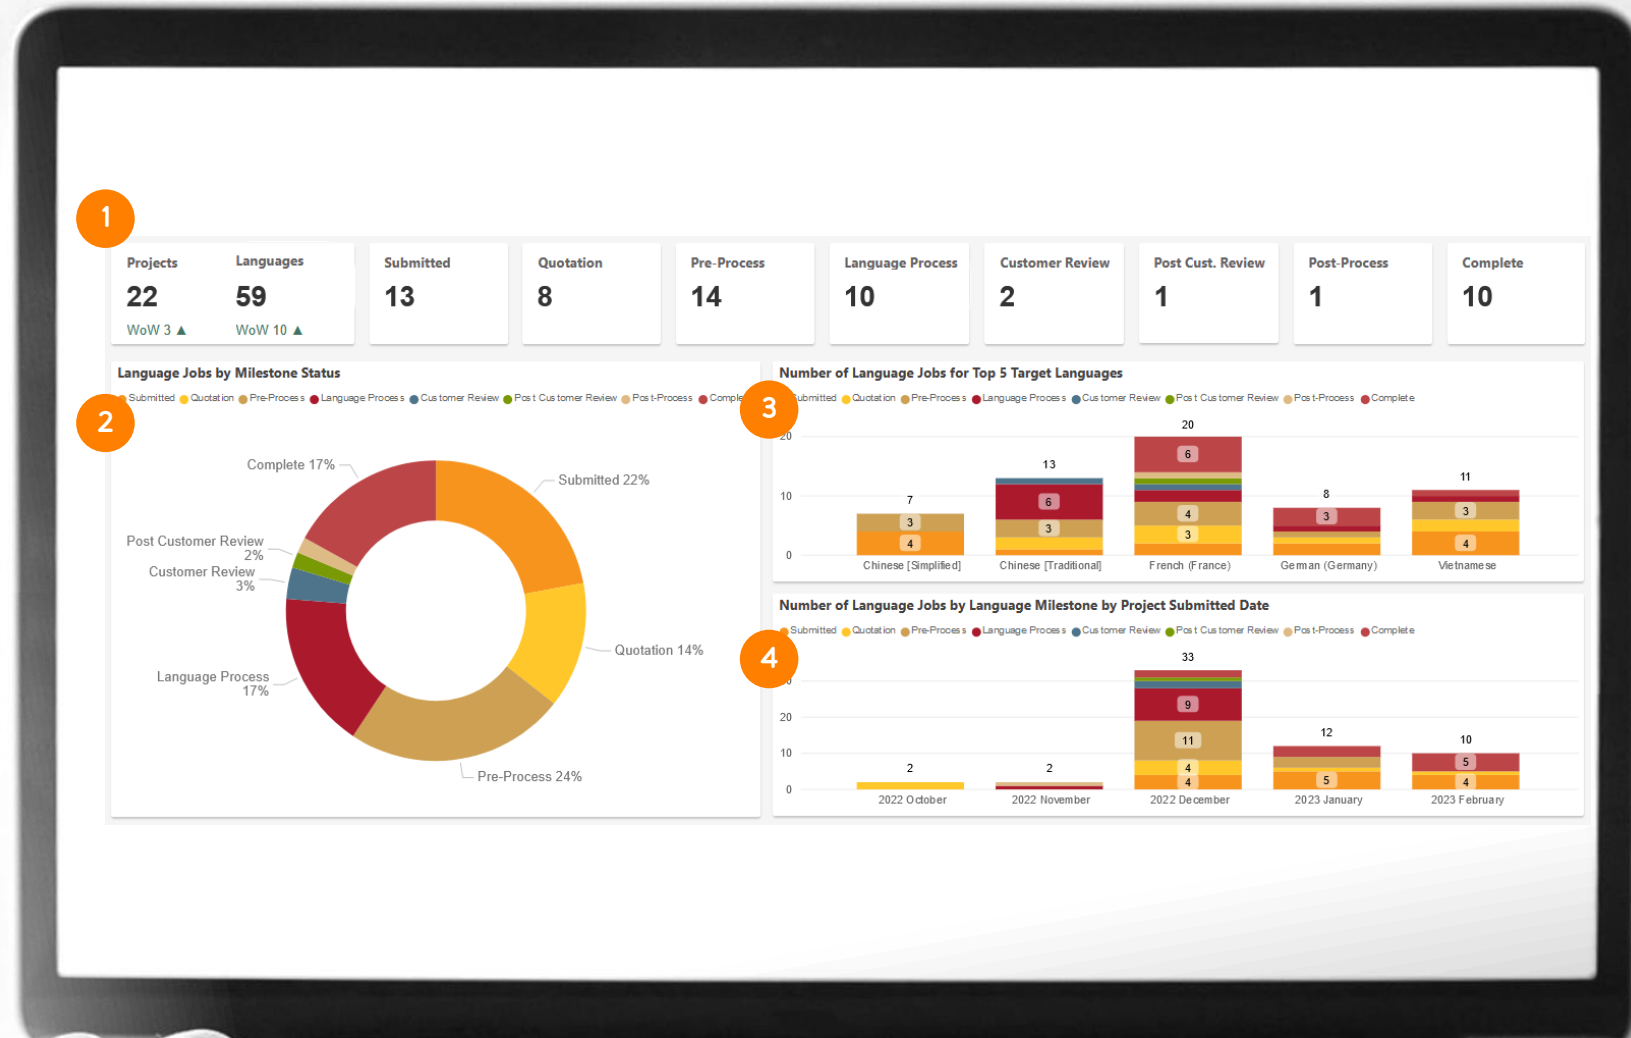 1
Projects
22
WoW 3 ▲
Languages
59
WoW 10 ▲
Submitted
13
Quotation
8
Pre-Process
14
Language Process
10
Customer Review
2
Post Cust. Review
1
Post-Process
1
Complete
10
2
Language Jobs by Milestone Status
Submitted Quotation Pre-Process Language Process Customer Review Post Customer Review Post-Process
Complete 17%
Submitted 22%
Post Customer Review
2%
Customer Review
3%
Quotation 14%
Language Process
17%
Pre-Process 24%
3
Number of Language Jobs for Top 5 Target Languages
Quotation Pre-Process Language Process Customer Review Post Customer Review Post-Process Complete
20
10
0
7
3
4
Chinese [Simplified]
13
6
3
Chinese [Traditional]
20
6
4
3
French (France)
8
3
German (Germany)
11
3
4
Vietnamese
4
Number of Language Jobs by Language Milestone by Project Submitted Date
Submitted Quotation Pre-Process Language Process Customer Review Post Customer Review Post-Process Complete
20
10
0
2
2022 October
2
2022 November
33
9
11
4
4
2022 December
12
5
2023 January
10
5
4
2023 February